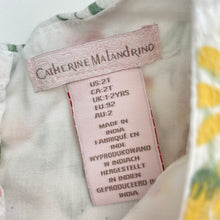 CATHERINE MALANDRINO
US:2T
CA:2T
UK:1-2YRS
EU:92
AU:2
MADE IN
INDIA
FABRIQUÉ EN
INDE
WYPRODUKOWANO
W INDIACH
HERGESTELLT
IN INDIEN
GEPRODUCEERD IN
INDIA